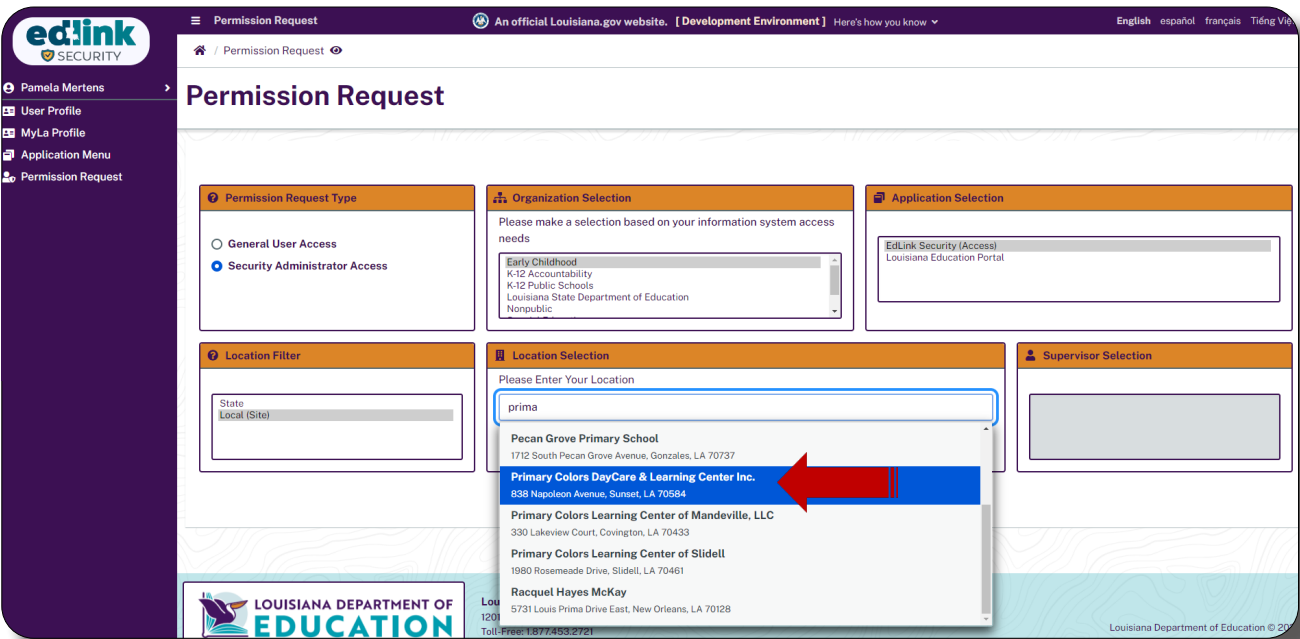 edlink
SECURITY
Pamela Mertens
User Profile
MyLa Profile
Application Menu
Permission Request
Permission Request
An official Louisiana.gov website. [ Development Environment ] Here's how you know
English español français Tiếng
/ Permission Request
Permission Request
Permission Request Type
General User Access
Security Administrator Access
Organization Selection
Please make a selection based on your information system access
needs
Early Childhood
K-12 Accountability
K-12 Public Schools
Louisiana State Department of Education
Nonpublic
Application Selection
EdLink Security (Access)
Louisiana Education Portal
Location Filter
State
Local (Site)
Location Selection
Please Enter Your Location
prima
Pecan Grove Primary School
1712 South Pecan Grove Avenue, Gonzales, LA 70737
Primary Colors DayCare & Learning Center Inc.
838 Napoleon Avenue, Sunset, LA 70584
Primary Colors Learning Center of Mandeville, LLC
330 Lakeview Court, Covington, LA 70433
Primary Colors Learning Center of Slidell
1980 Rosemeade Drive, Slidell, LA 70461
Racquel Hayes McKay
5731 Louis Prima Drive East, New Orleans, LA 70128
Supervisor Selection
LOUISIANA DEPARTMENT OF
EDUCATION
Lou
1201
Toll-Free: 1.877.453.2721
Louisiana Department of Education © 20